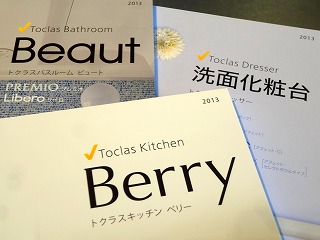 2013
Toclas Bathroom
Beaut
トクラスバスルーム ビュート
PREMIO
Libero
2013
Toclas Dresser
洗面化粧台
2013
Toclas Kitchen
Berry
トクラスキッチン ベリー